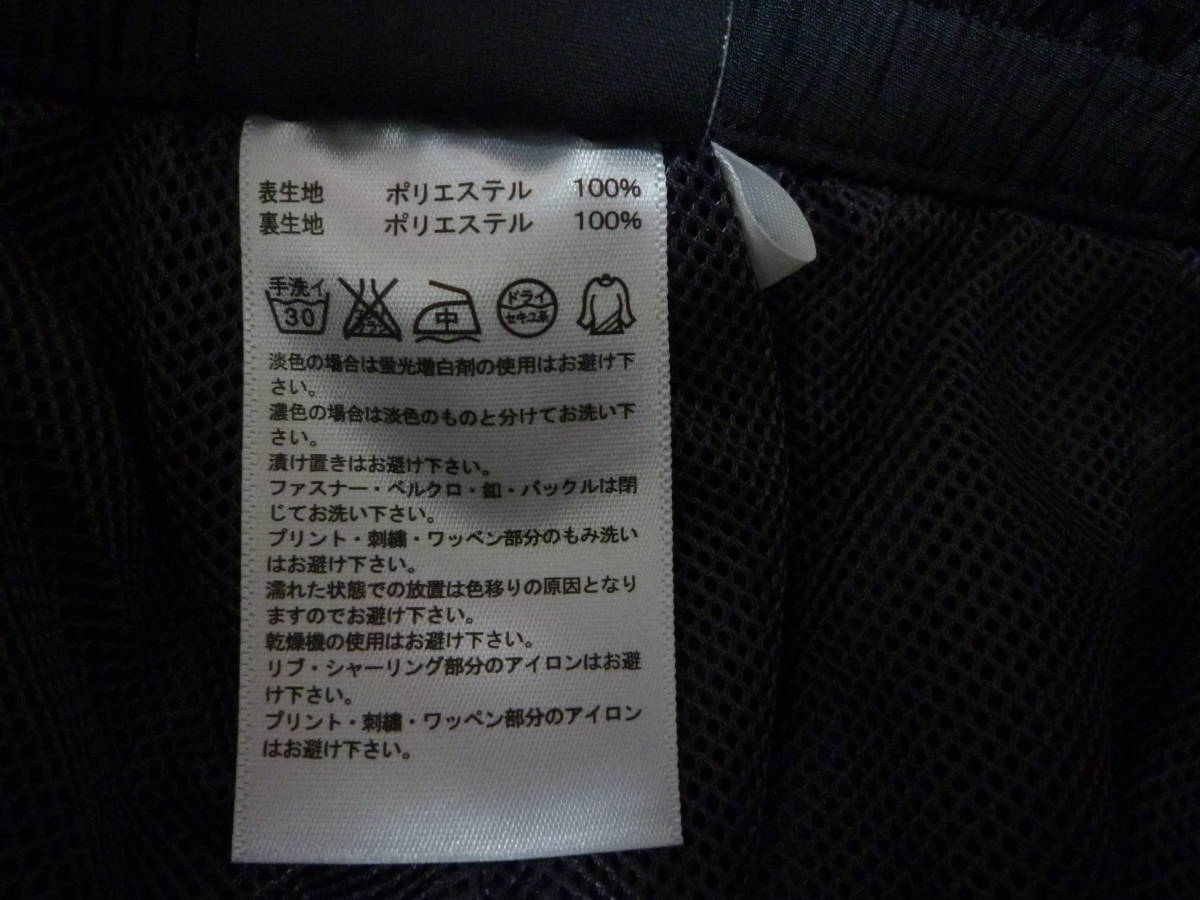 表生地 ポリエステル 100%
裏生地 ポリエステル 100%
手洗イ 30 中 ドライ セキユ系
淡色の場合は蛍光増白剤の使用はお避け下
さい。
濃色の場合は淡色のものと分けてお洗い下
さい。
漬け置きはお避け下さい。
ファスナー・ベルクロ・釦・バックルは閉
じてお洗い下さい。
プリント・刺繍・ワッペン部分のもみ洗い
はお避け下さい。
濡れた状態での放置は色移りの原因となり
ますのでお避け下さい。
乾燥機の使用はお避け下さい。
リブ・シャーリング部分のアイロンはお避
け下さい。
プリント・刺繍・ワッペン部分のアイロン
はお避け下さい。